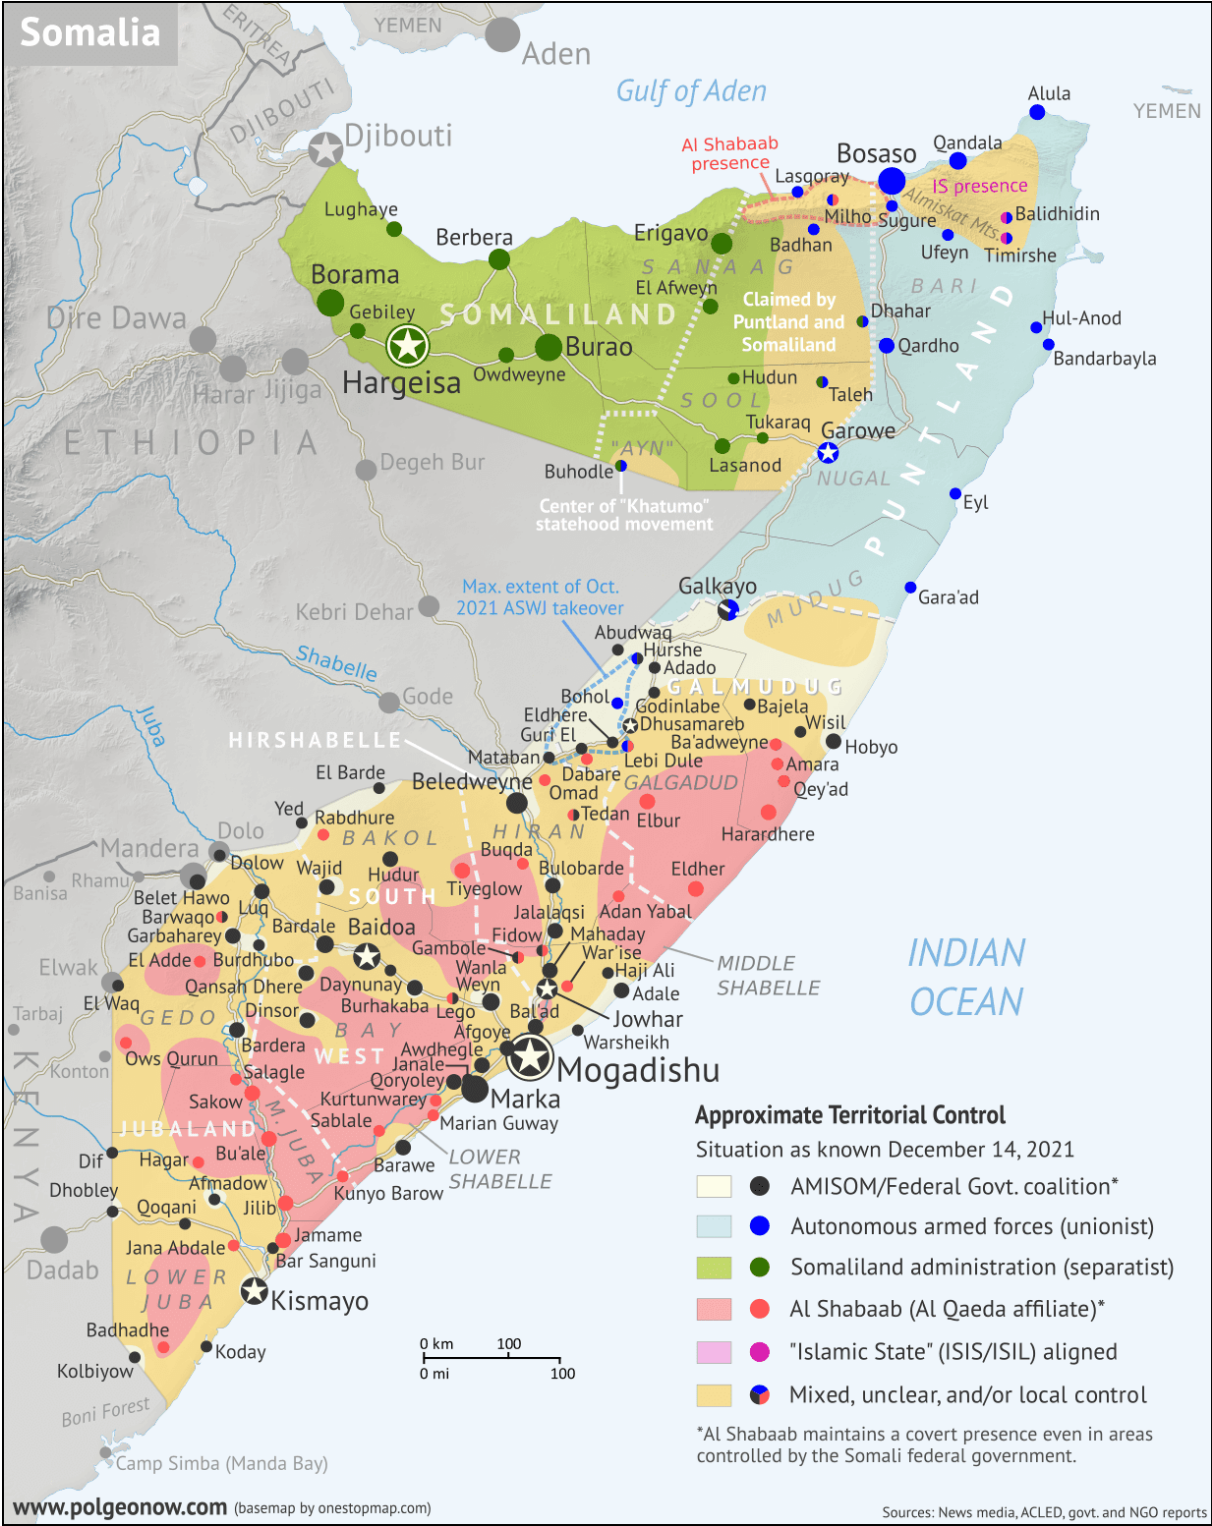 Somalia
ERITREA
YEMEN
Aden
DJIBOUTI
Djibouti
Gulf of Aden
YEMEN
Alula
Al Shabaab
presence
Bosaso
Qandala
Lasqoray
IS presence
Almiskat Mts.
Lughaye
Milho
Sugure
Balidhidin
Berbera
Erigavo
Badhan
Ufeyn
Timirshe
SANAAG
Borama
El Afweyn
BARI
Gebiley
SOMALILAND
Claimed by
Puntland and
Somaliland
Dhahar
Hul-Anod
Dire Dawa
Burao
Qardho
Bandarbayla
Hargeisa
Owdweyne
Harar
Jijiga
Hudun
Taleh
SOOL
PUNTLAND
ETHIOPIA
Tukaraq
Garowe
"AYN"
Degeh Bur
Buhodle
Lasanod
NUGAL
Center of "Khatumo"
statehood movement
Eyl
Max. extent of Oct.
2021 ASWJ takeover
Galkayo
MUDUG
Gara'ad
Kebri Dehar
Abudwaq
Hurshe
Adado
Shabelle
Gode
Bohol
GALMUDUG
Godinlabe
Bajela
Juba
Eldhere
Dhusamareb
Wisil
Guri El
HIRSHABELLE
Ba'adweyne
Hobyo
Mataban
Lebi Dule
Amara
El Barde
Dabare
Beledweyne
Omad
GALGADUD
Qey'ad
Yed
Rabdhure
Tedan
Elbur
Harardhere
Dolo
BAKOL
HIRAN
Mandera
Dolow
Wajid
Buqda
Banisa
Rhamu
Hudur
Bulobarde
Eldher
Belet Hawo
SOUTH
Tiyeglow
Barwaqo
Luq
Jalalaqsi
Adan Yabal
Garbaharey
Bardale
Baidoa
Fidow
Mahaday
El Adde
Burdhubo
Gambole
War'ise
INDIAN
OCEAN
Elwak
Wanla
Weyn
Haji Ali
MIDDLE
SHABELLE
El Waq
Qansah Dhere
Daynunay
Adale
Burhakaba
Tarbaj
GEDO
Dinsor
Lego
Bal'ad
Jowhar
BAY
Afgoye
Warsheikh
Ows Qurun
Bardera
WEST
Awdhegle
Mogadishu
Konton
Salagle
Janale
Qoryoley
KENYA
Sakow
Kurtunwarey
Marka
M. JUBA
Sablale
Marian Guway
JUBALAND
Dif
Hagar
Bu'ale
Barawe
LOWER
SHABELLE
Dhobley
Afmadow
Kunyo Barow
Qoqani
Jilib
Jana Abdale
Jamame
Bar Sanguni
Dadab
LOWER
JUBA
Kismayo
Badhadhe
Koday
Kolbiyow
Boni Forest
Camp Simba (Manda Bay)
0 km 100
0 mi 100
Approximate Territorial Control
Situation as known December 14, 2021
AMISOM/Federal Govt. coalition*
Autonomous armed forces (unionist)
Somaliland administration (separatist)
Al Shabaab (Al Qaeda affiliate)*
"Islamic State" (ISIS/ISIL) aligned
Mixed, unclear, and/or local control
*Al Shabaab maintains a covert presence even in areas
controlled by the Somali federal government.
www.polgeonow.com (basemap by onestopmap.com)
Sources: News media, ACLED, govt. and NGO reports